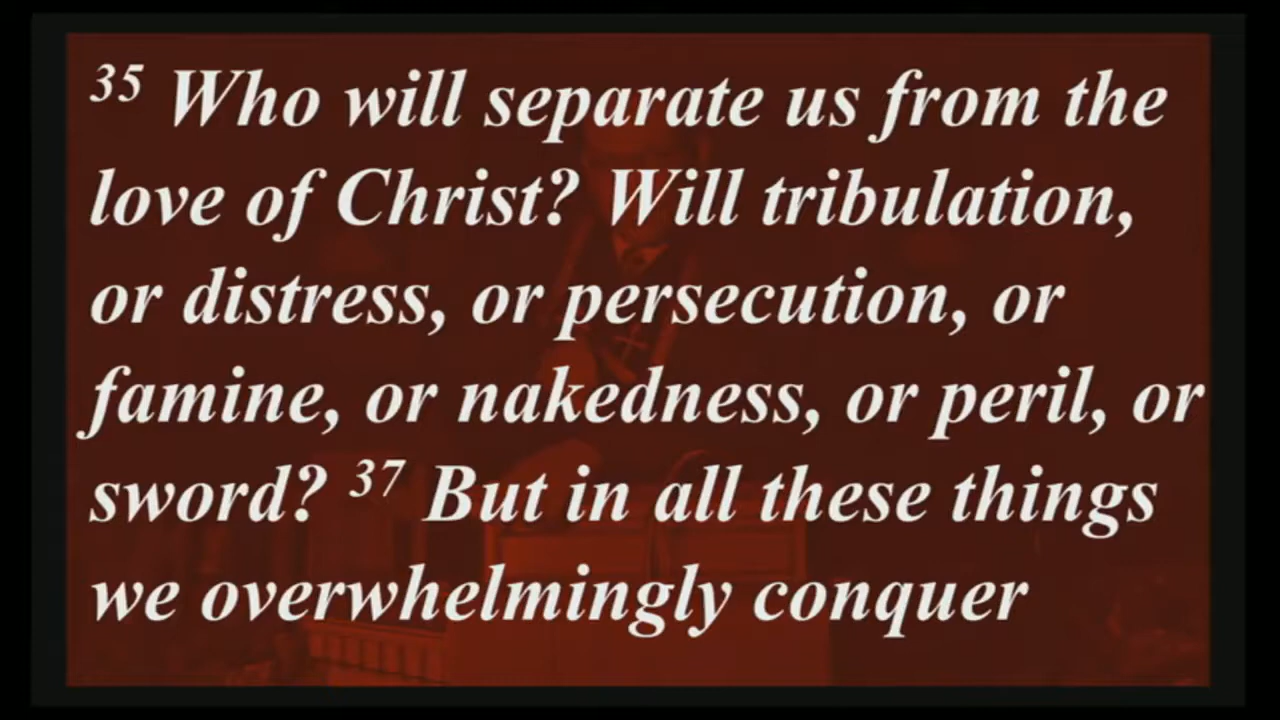 35 Who will separate us from the
love of Christ? Will tribulation,
or distress, or persecution, or
famine, or nakedness, or peril, or
sword? 37 But in all these things
we overwhelmingly conquer